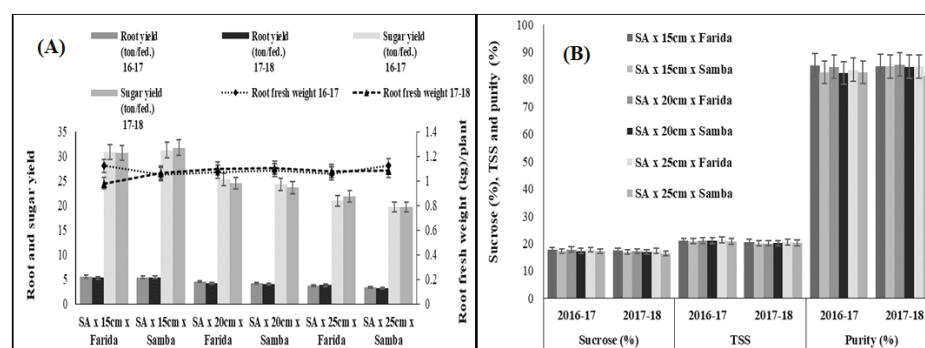 (A)
Root yield
(ton/fed.)
16-17
Root yield
(ton/fed.)
17-18
Sugar yield
(ton/fed.)
16-17
Sugar yield
(ton/fed.)
17-18
Root fresh weight 16-17
Root fresh weight 17-18
Root and sugar yield
35
30
25
20
15
10
5
0
1.4
1.2
1
0.8
0.6
0.4
0.2
0
Root fresh weight (kg)/plant
SA x 15cm x
Farida
SA x 15cm x
Samba
SA x 20cm x
Farida
SA x 20cm x
Samba
SA x 25cm x
Farida
SA x 25cm x
Samba
(B)
Sucrose (%), TSS and purity (%)
100
90
80
70
60
50
40
30
20
10
0
SA x 15cm x Farida
SA x 15cm x Samba
SA x 20cm x Farida
SA x 20cm x Samba
SA x 25cm x Farida
SA x 25cm x Samba
2016-17
2017-18
2016-17
2017-18
2016-17
2017-18
Sucrose (%)
TSS
Purity (%)